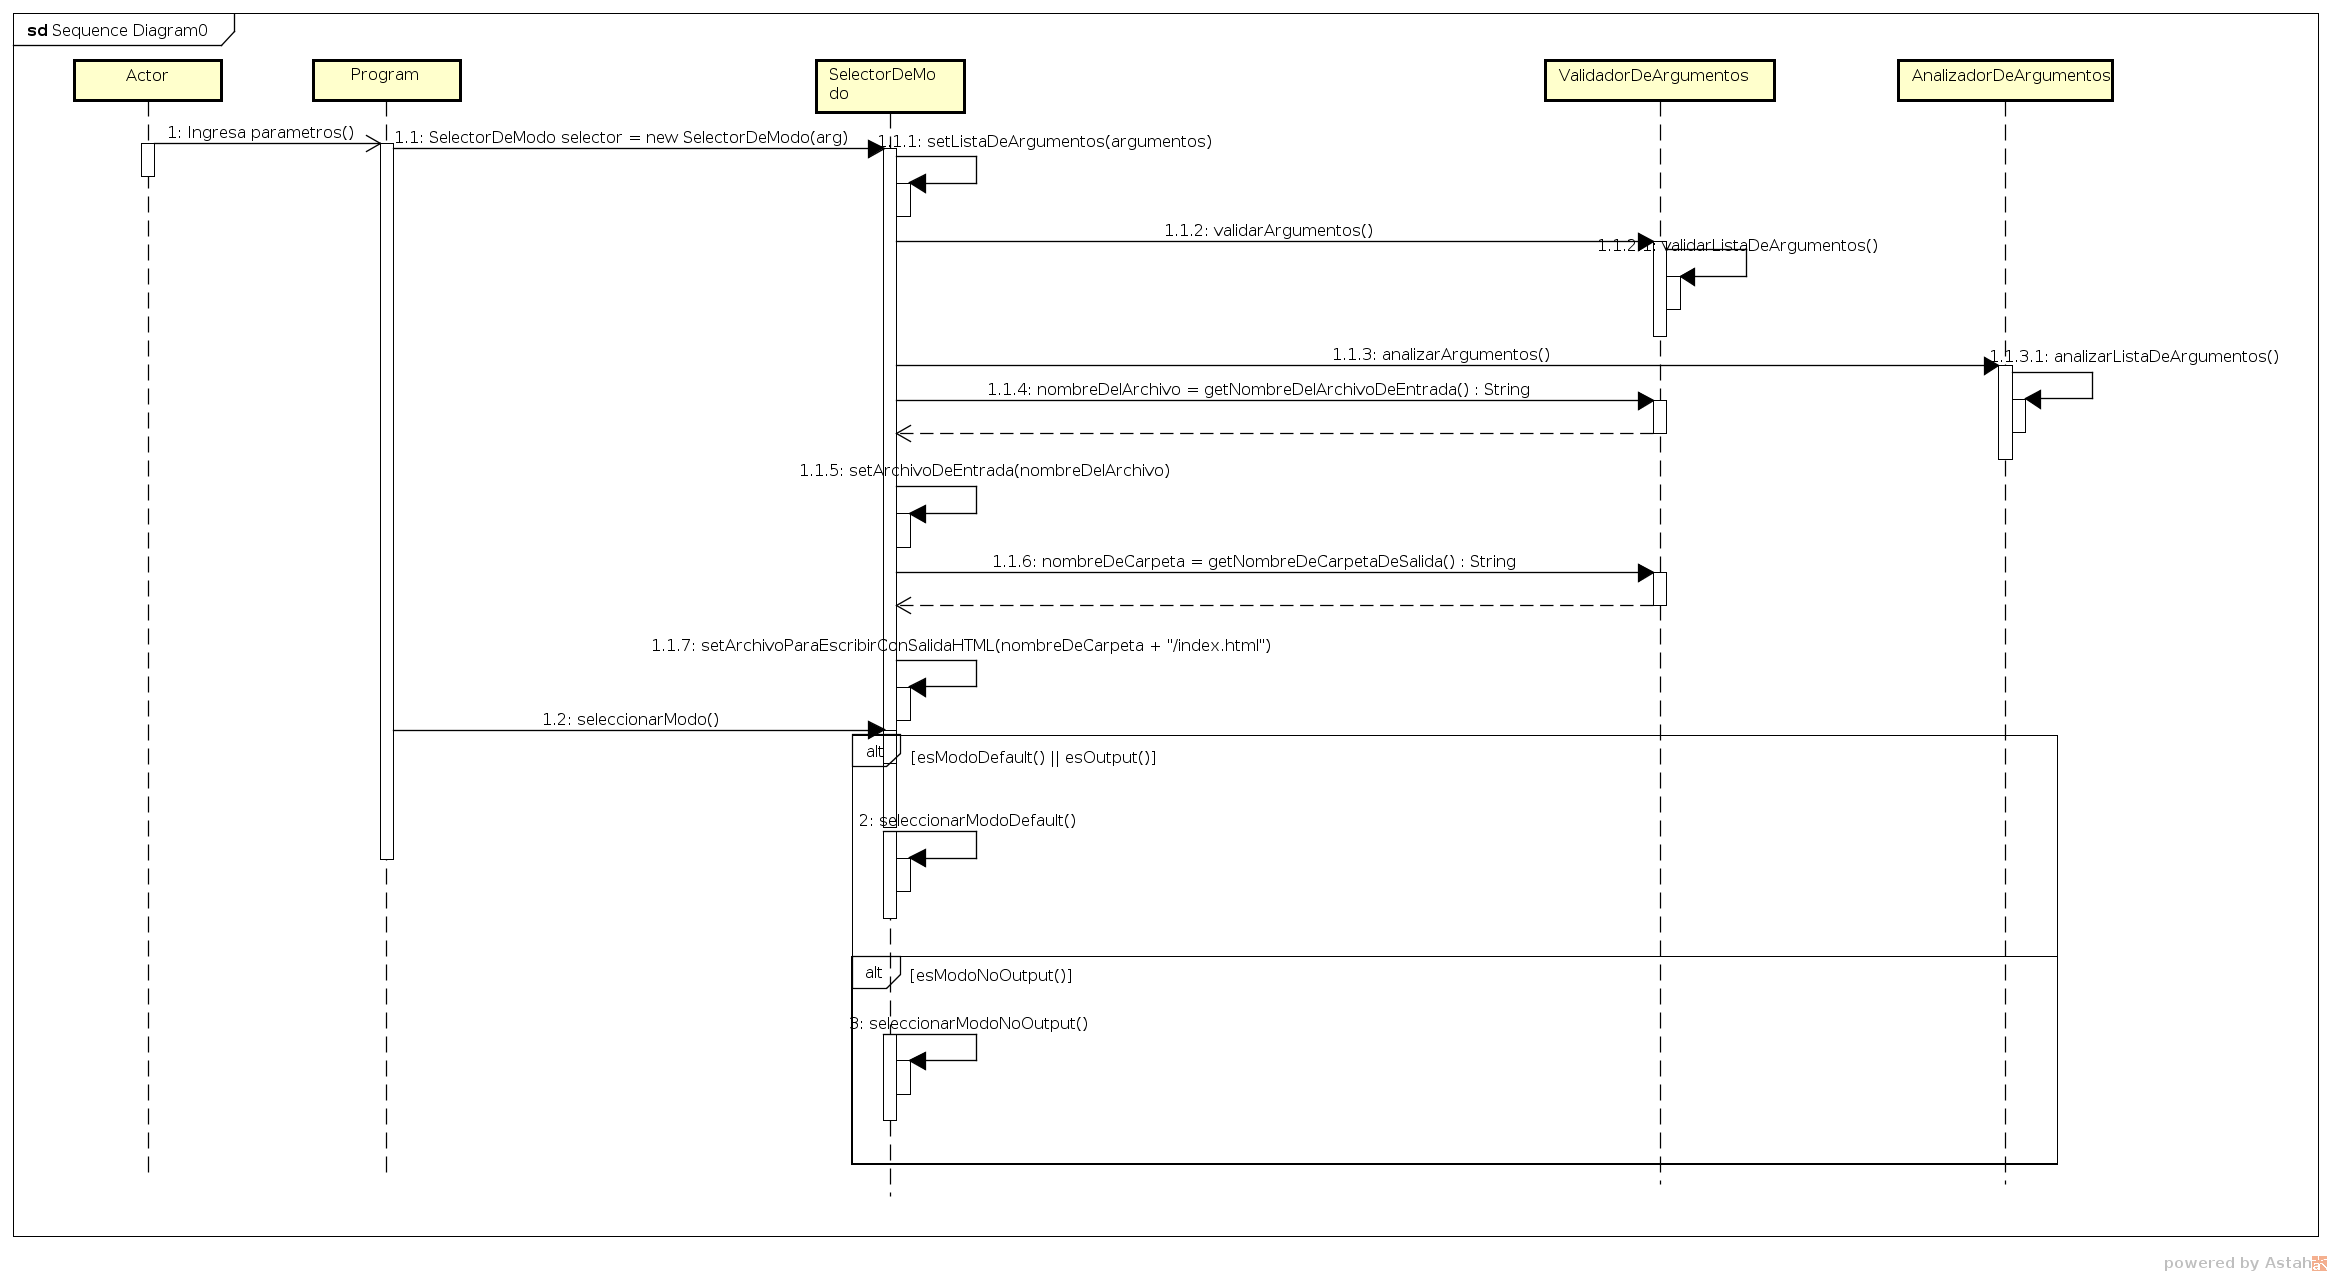 sd Sequence Diagram0
Actor
Program
SelectorDeMo
do
ValidadorDeArgumentos
AnalizadorDeArgumentos
1: Ingresa parametros()
1.1: SelectorDeModo selector = new SelectorDeModo(arg)
1.1.1: setListaDeArgumentos(argumentos)
1.1.2: validarArgumentos()
1.1.2.1: validarListaDeArgumentos()
1.1.3: analizarArgumentos()
1.1.3.1: analizarListaDeArgumentos()
1.1.4: nombreDelArchivo = getNombreDelArchivoDeEntrada() : String
1.1.5: setArchivoDeEntrada(nombreDelArchivo)
1.1.6: nombreDeCarpeta = getNombreDeCarpetaDeSalida() : String
1.1.7: setArchivoParaEscribirConSalidaHTML(nombreDeCarpeta + "/index.html")
1.2: seleccionarModo()
alt
[esModoDefault() || esOutput()]
2: seleccionarModoDefault()
alt
[esModoNoOutput()]
3: seleccionarModoNoOutput()
powered by Astah